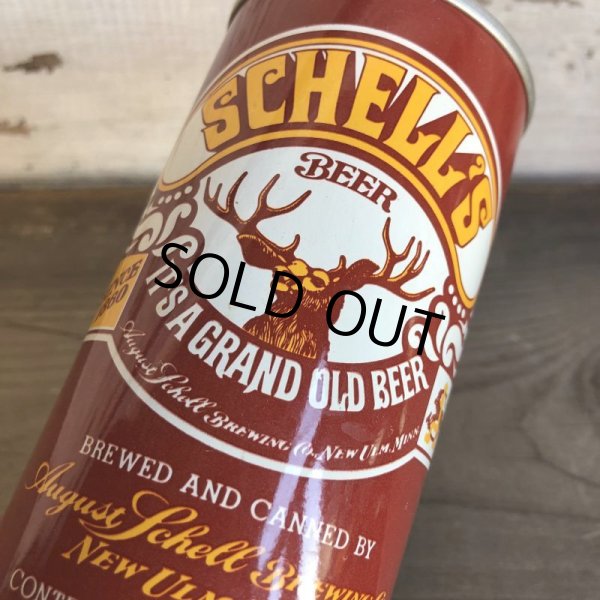 SCHELL'S
BEER
SOLD OUT
IT'S A GRAND OLD BEER
August Schell BREWING Co. NEW ULM, MINN.
BREWED AND CANNED BY
August Schell BREWING
NEW ULM